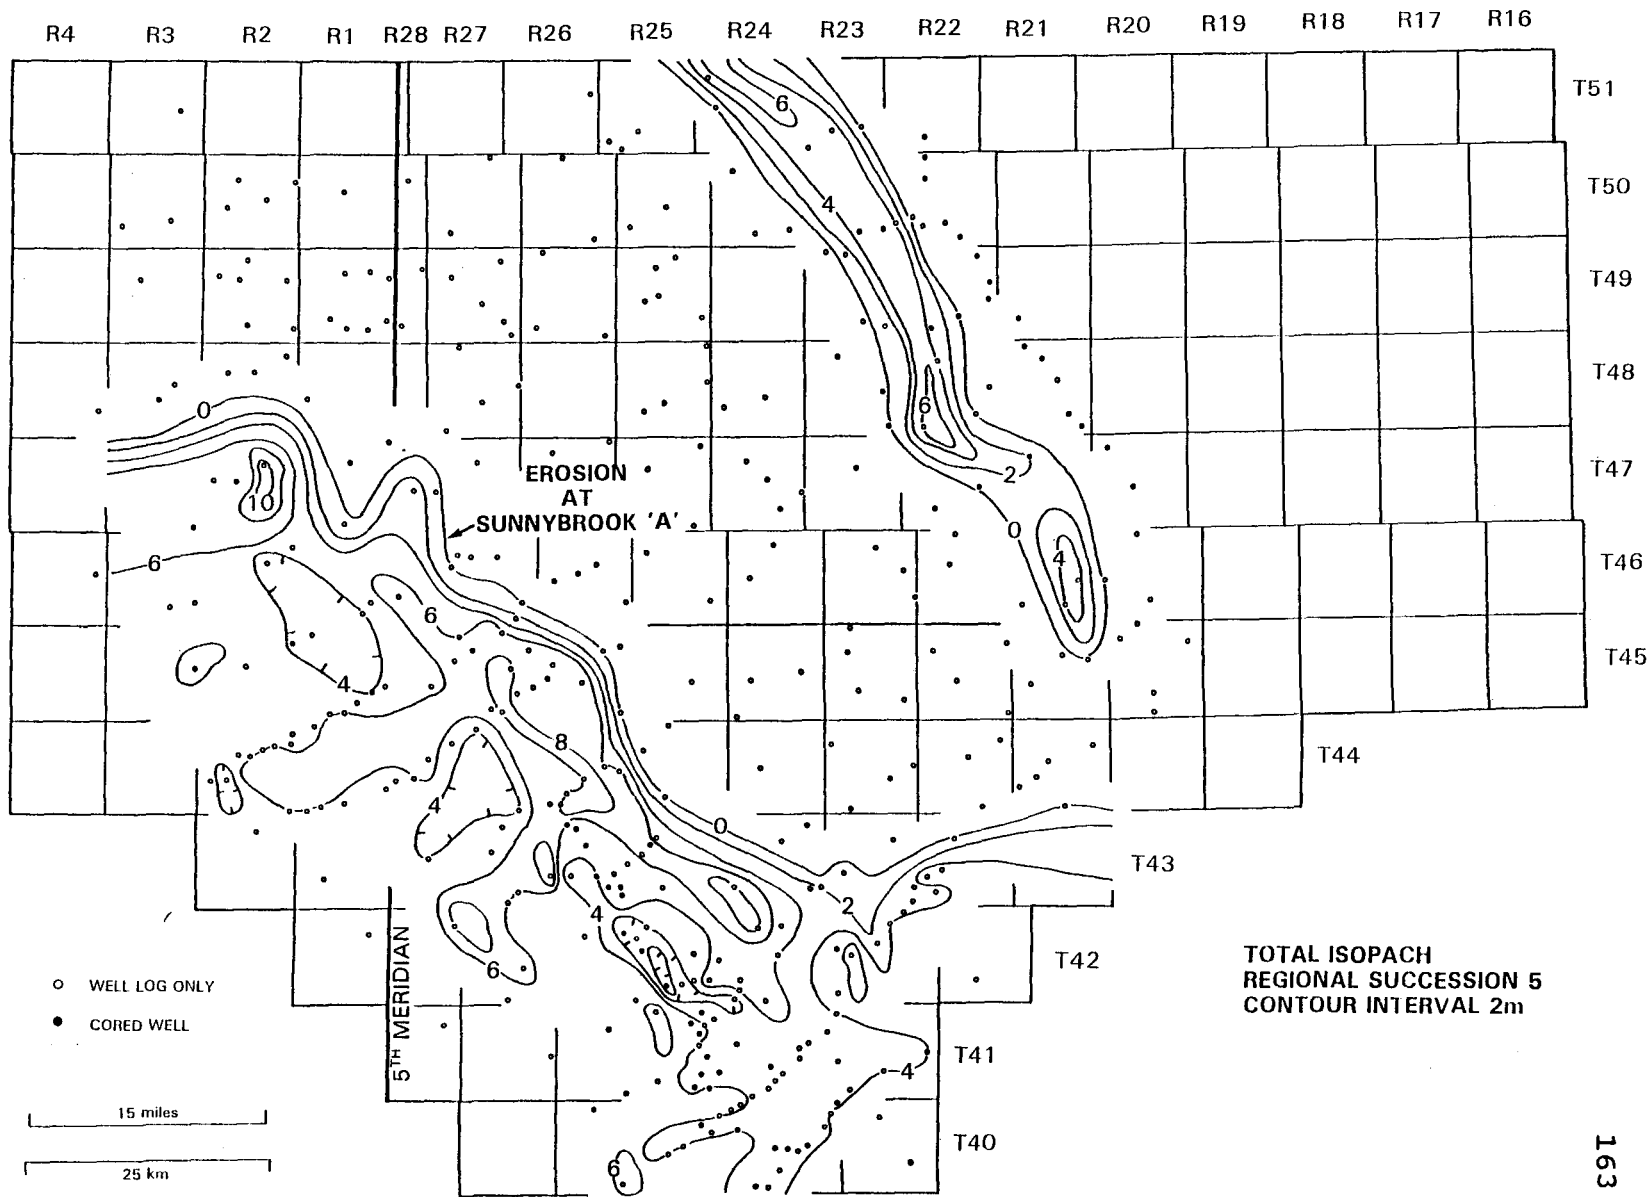 R4 R3 R2 R1 R28 R27 R26 R25 R24 R23 R22 R21 R20 R19 R18 R17 R16
T51
6
T50
4
T49
T48
0
6
T47
2
10
EROSION
AT
SUNNYBROOK 'A'
0
T46
6
4
6
T45
4
8
T44
4
0
T43
2
4
T42
6
5TH MERIDIAN
○ WELL LOG ONLY
● CORED WELL
TOTAL ISOPACH
REGIONAL SUCCESSION 5
CONTOUR INTERVAL 2m
T41
4
15 miles
T40
6
25 km
163